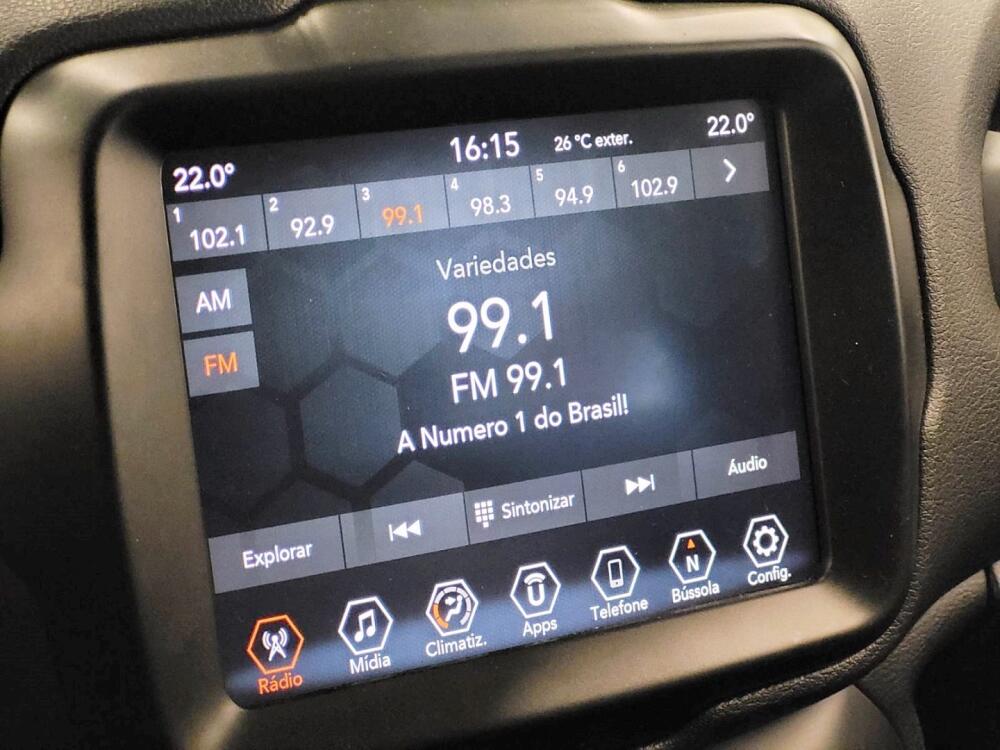 22.0° 16:15 26 °C exter. 22.0°
1 102.1 2 92.9 3 99.1 4 98.3 5 94.9 6 102.9
AM
FM
Variedades
99.1
FM 99.1
A Numero 1 do Brasil!
Explorar Sintonizar Áudio
Rádio Mídia Climatiz. U Apps Telefone N Bússola Config.